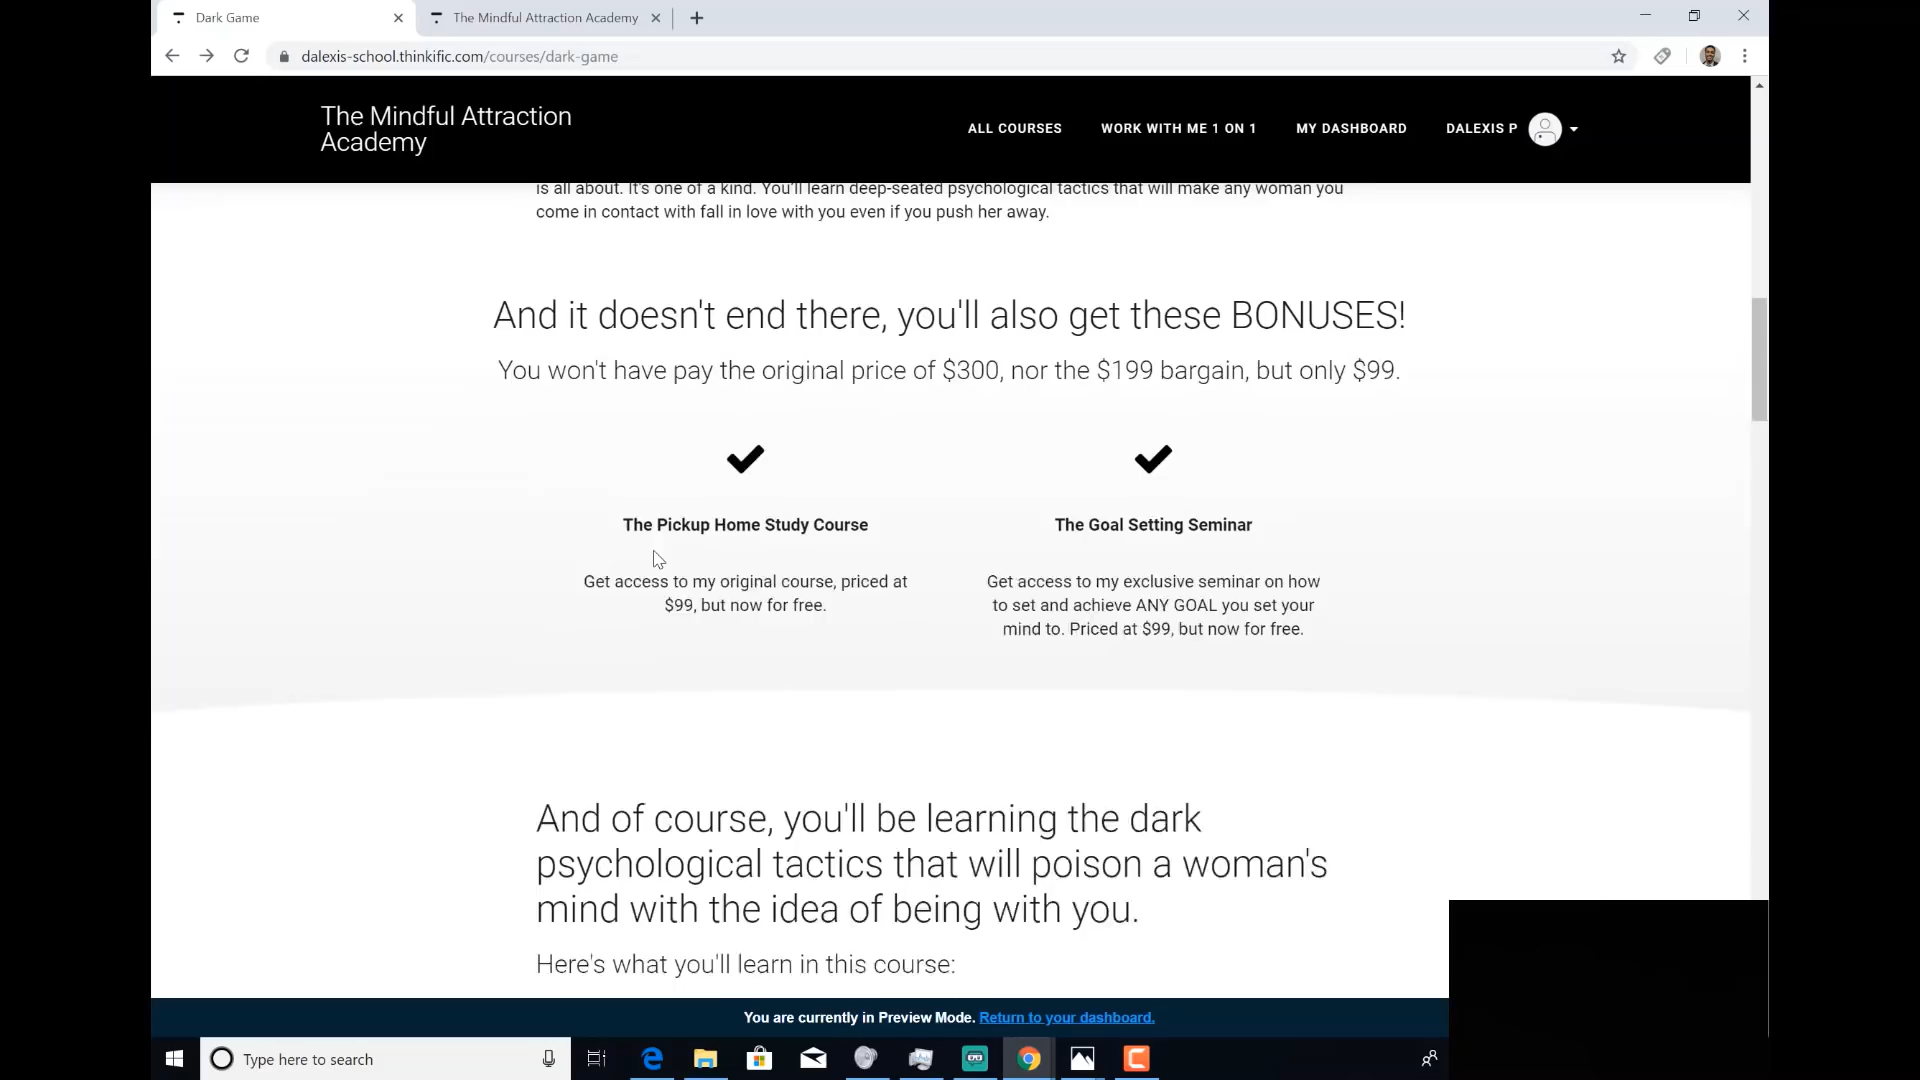 Dark Game
The Mindful Attraction Academy
dalexis-school.thinkific.com/courses/dark-game
The Mindful Attraction
Academy
ALL COURSES
WORK WITH ME 1 ON 1
MY DASHBOARD
DALEXIS P
is all about. It's one of a kind. You'll learn deep-seated psychological tactics that will make any woman you
come in contact with fall in love with you even if you push her away.
And it doesn't end there, you'll also get these BONUSES!
You won't have pay the original price of $300, nor the $199 bargain, but only $99.
The Pickup Home Study Course
Get access to my original course, priced at
$99, but now for free.
The Goal Setting Seminar
Get access to my exclusive seminar on how
to set and achieve ANY GOAL you set your
mind to. Priced at $99, but now for free.
And of course, you'll be learning the dark
psychological tactics that will poison a woman's
mind with the idea of being with you.
Here's what you'll learn in this course:
You are currently in Preview Mode. Return to your dashboard.
Type here to search